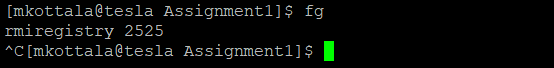 [mkottala@tesla Assignment1]$ fg
rmiregistry 2525
^C[mkottala@tesla Assignment1]$